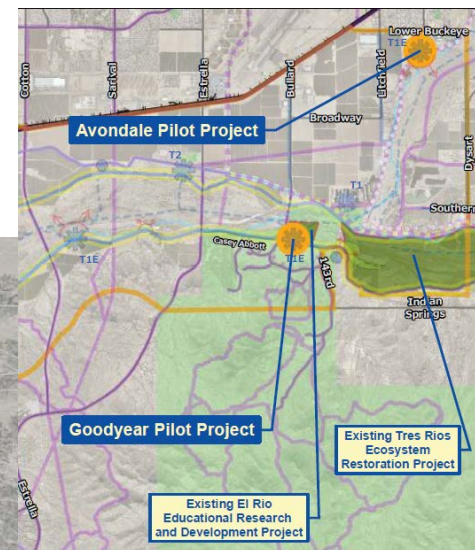 Lower Buckeye
T1E
Cotton
Sarival
Estrella
Bullard
Litchfield
Avondale Pilot Project
Broadway
Dysart
T2
T1
Southern
Casey Abbott
T1E
T1E
143rd
Indian
Springs
Goodyear Pilot Project
Existing Tres Rios
Ecosystem
Restoration Project
Estrella
Existing El Rio
Educational Research
and Development Project